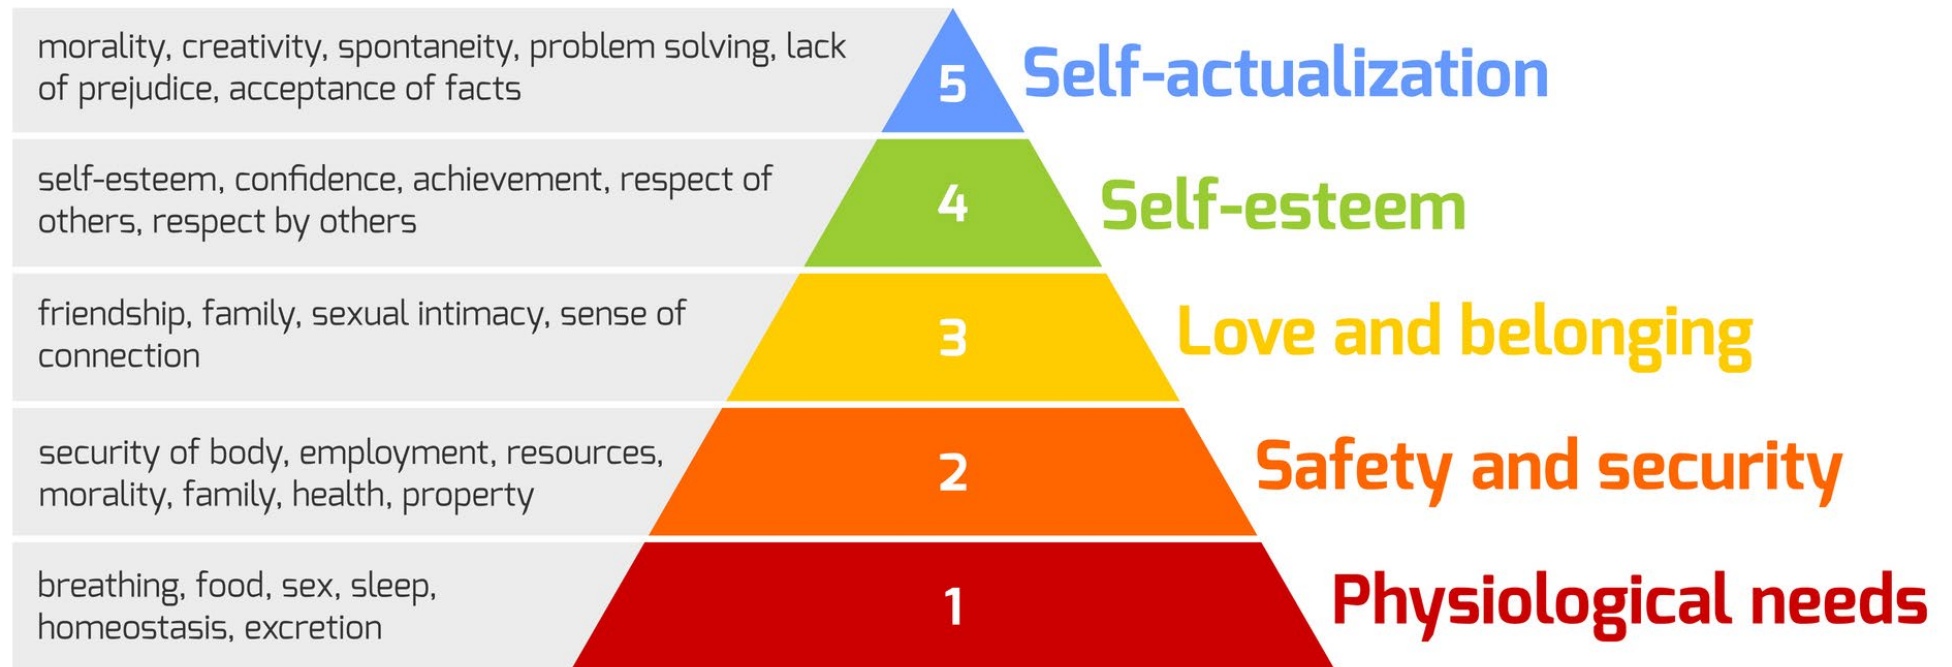 morality, creativity, spontaneity, problem solving, lack
of prejudice, acceptance of facts
5
Self-actualization
self-esteem, confidence, achievement, respect of
others, respect by others
4
Self-esteem
friendship, family, sexual intimacy, sense of
connection
3
Love and belonging
security of body, employment, resources,
morality, family, health, property
2
Safety and security
breathing, food, sex, sleep,
homeostasis, excretion
1
Physiological needs